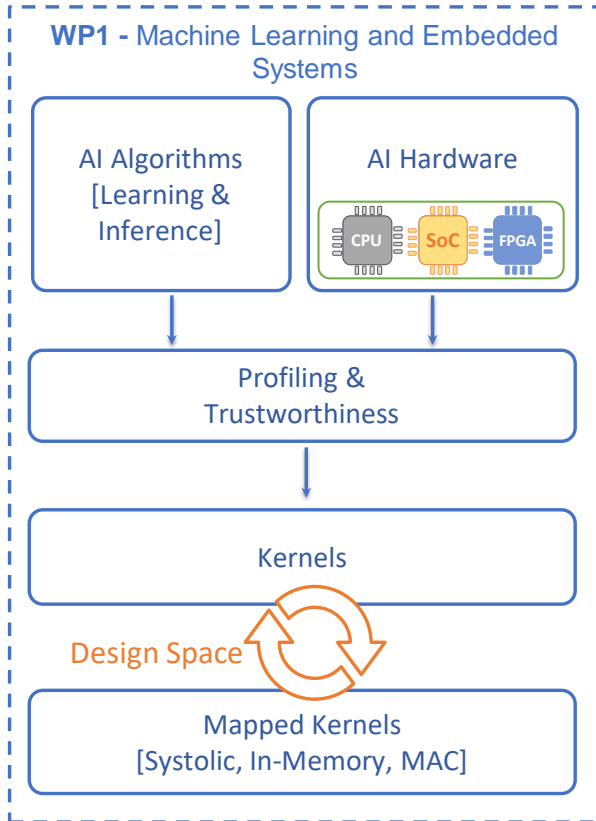 WP1 - Machine Learning and Embedded
Systems
AI Algorithms
[Learning &
Inference]
AI Hardware
CPU
SoC
FPGA
Profiling &
Trustworthiness
Kernels
Design Space
Mapped Kernels
[Systolic, In-Memory, MAC]